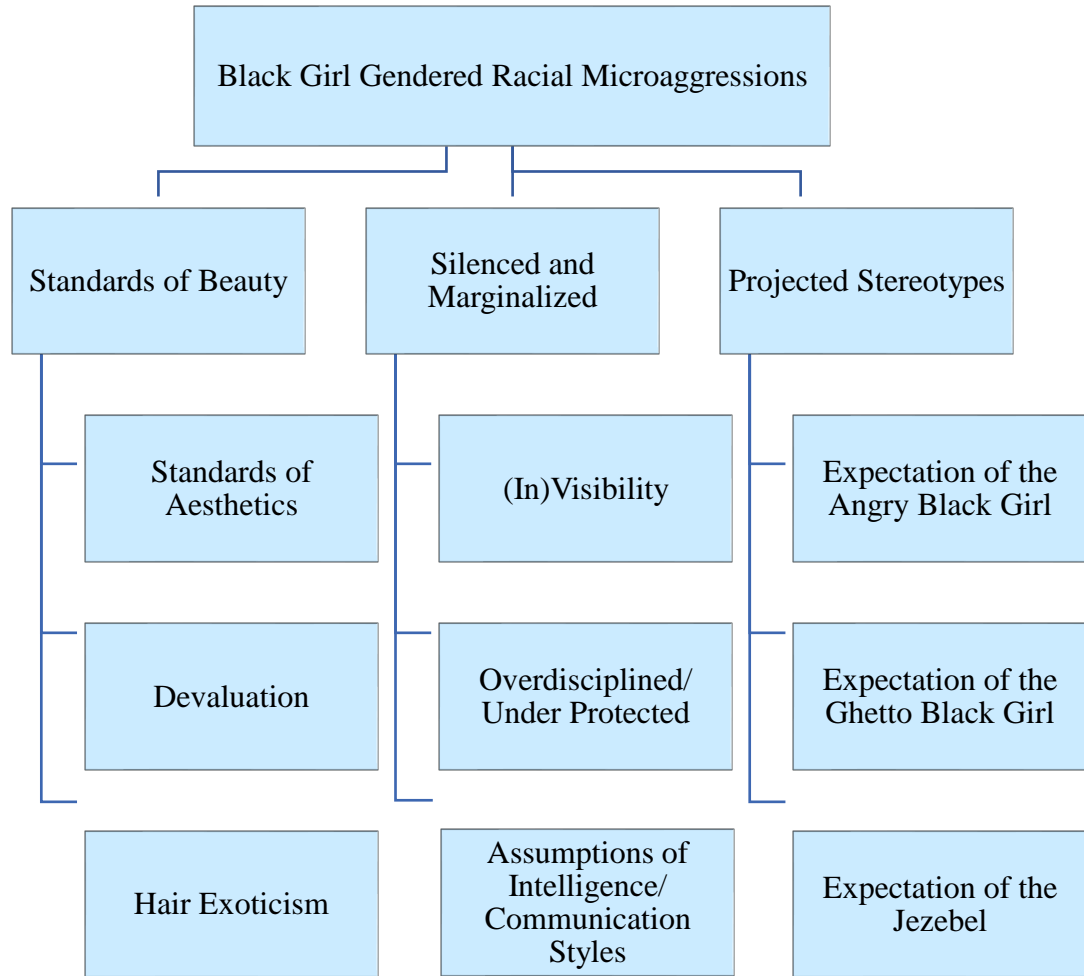 Black Girl Gendered Racial Microaggressions
Standards of Beauty
Silenced and
Marginalized
Projected Stereotypes
Standards of
Aesthetics
(In)Visibility
Expectation of the
Angry Black Girl
Devaluation
Overdisciplined/
Under Protected
Expectation of the
Ghetto Black Girl
Hair Exoticism
Assumptions of
Intelligence/
Communication
Styles
Expectation of the
Jezebel